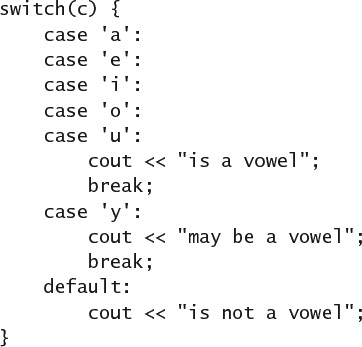 switch(c) {
    case 'a':
    case 'e':
    case 'i':
    case 'o':
    case 'u':
        cout << "is a vowel";
        break;
    case 'y':
        cout << "may be a vowel";
        break;
    default:
        cout << "is not a vowel";
}